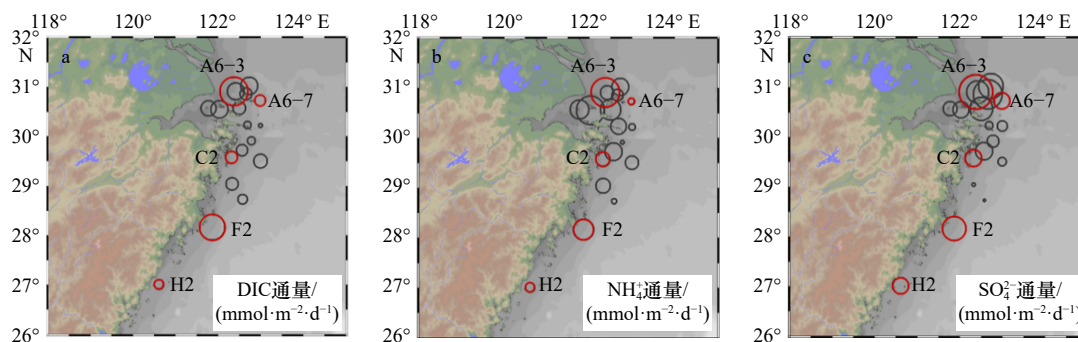 118° 120° 122° 124° E
32°
N
a
31°
30°
29°
28°
27°
26°
A6−3
A6−7
C2
F2
H2
DIC通量/
(mmol·m⁻²·d⁻¹)
118° 120° 122° 124° E
32°
N
b
31°
30°
29°
28°
27°
26°
A6−3
A6−7
C2
F2
H2
NH₄⁺通量/
(mmol·m⁻²·d⁻¹)
118° 120° 122° 124° E
32°
N
c
31°
30°
29°
28°
27°
26°
A6−3
A6−7
C2
F2
H2
SO₄²⁻通量/
(mmol·m⁻²·d⁻¹)